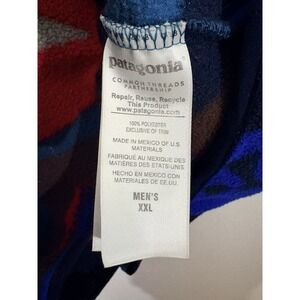 patagonia
COMMON THREADS
PARTNERSHIP
Repair, Reuse, Recycle
This Product
www.patagonia.com
100% POLYESTER
EXCLUSIVE OF TRIM
MADE IN MEXICO OF U.S.
MATERIALS
FABRIQUÉ AU MEXIQUE DES
MATIÈRES DES ETATS-UNIS.
HECHO EN MEXICO CON
MATERIALES DE EE.UU.
MEN'S
XXL